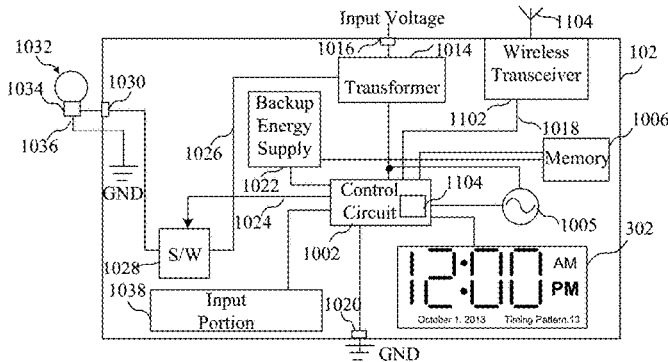 Input Voltage
1104
1032
1016
1014
Wireless Transceiver
102
1034
1030
Transformer
Backup Energy Supply
1102
1018
1006
1036
1026
Memory
GND
1022
Control Circuit
1104
1024
1005
1002
302
S/W
1028
12:00
AM
PM
1038
Input Portion
1020
October 1, 2013
Timing Pattern.13
GND